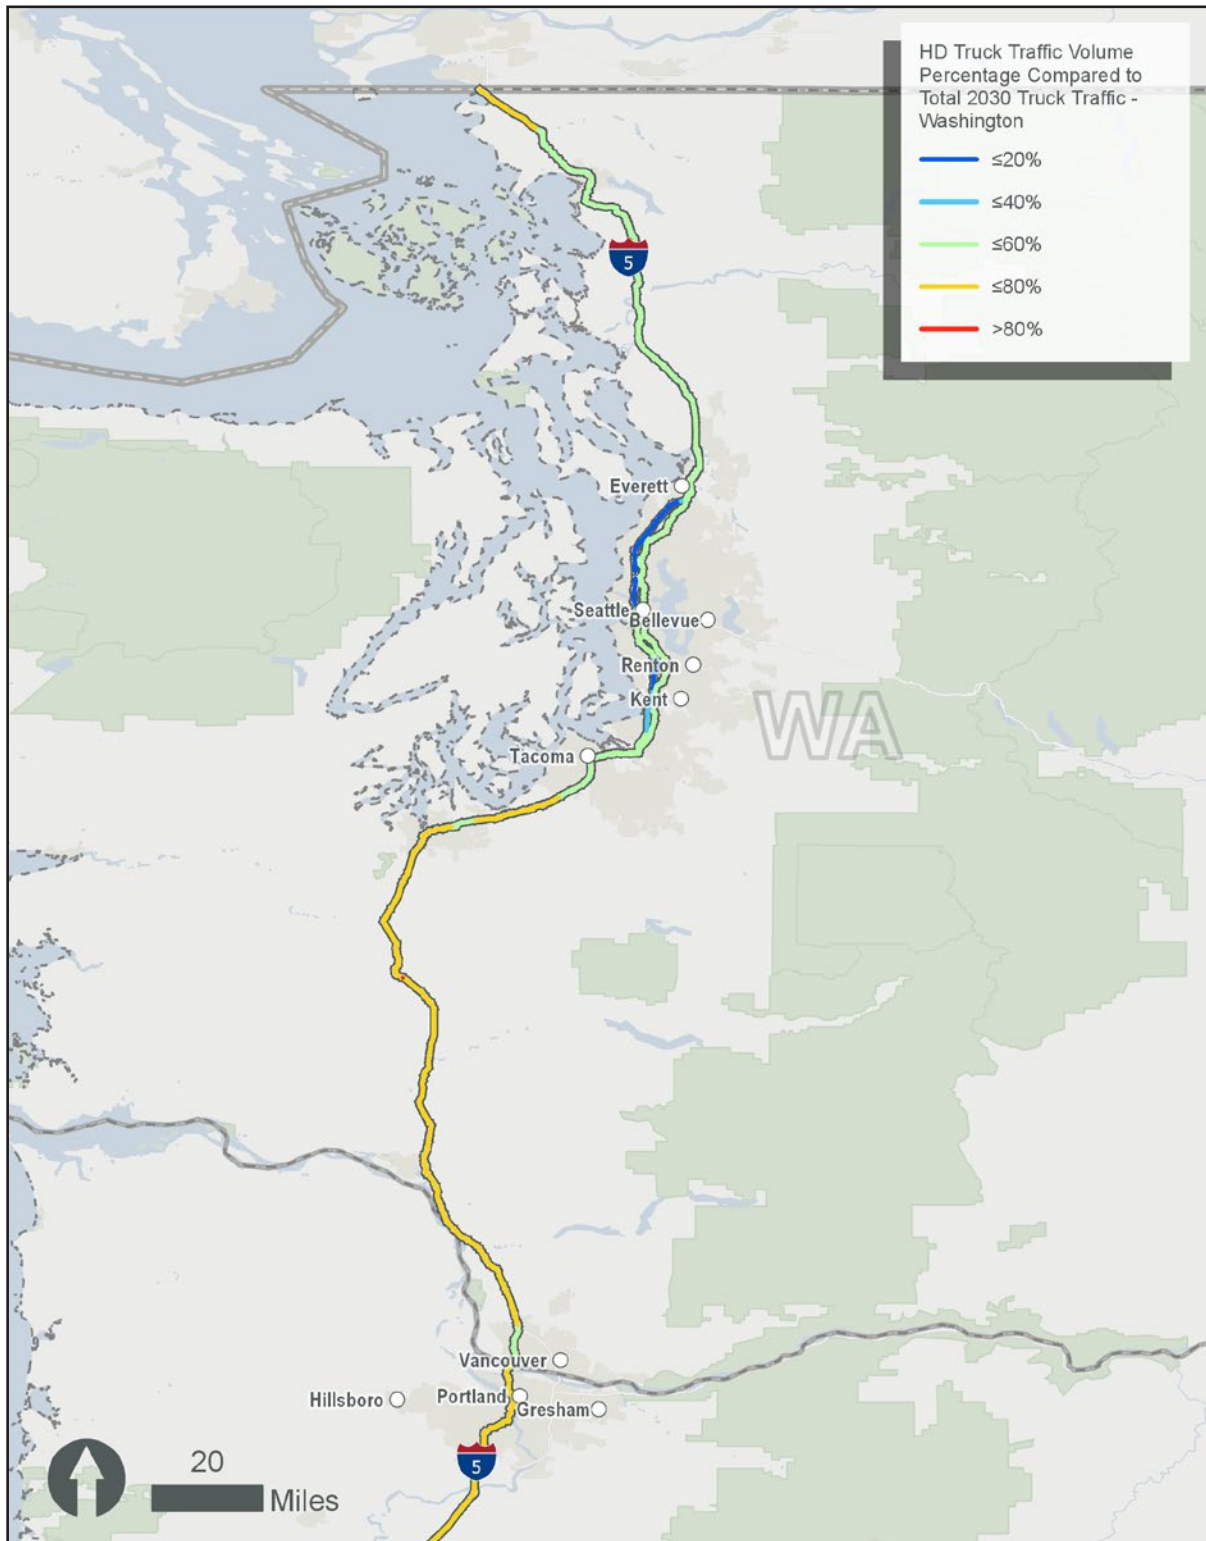 HD Truck Traffic Volume
Percentage Compared to
Total 2030 Truck Traffic -
Washington
≤20%
≤40%
≤60%
≤80%
>80%
5
Everett
Seattle
Bellevue
Renton
Kent
WA
Tacoma
Vancouver
Hillsboro
Portland
Gresham
5
20
Miles